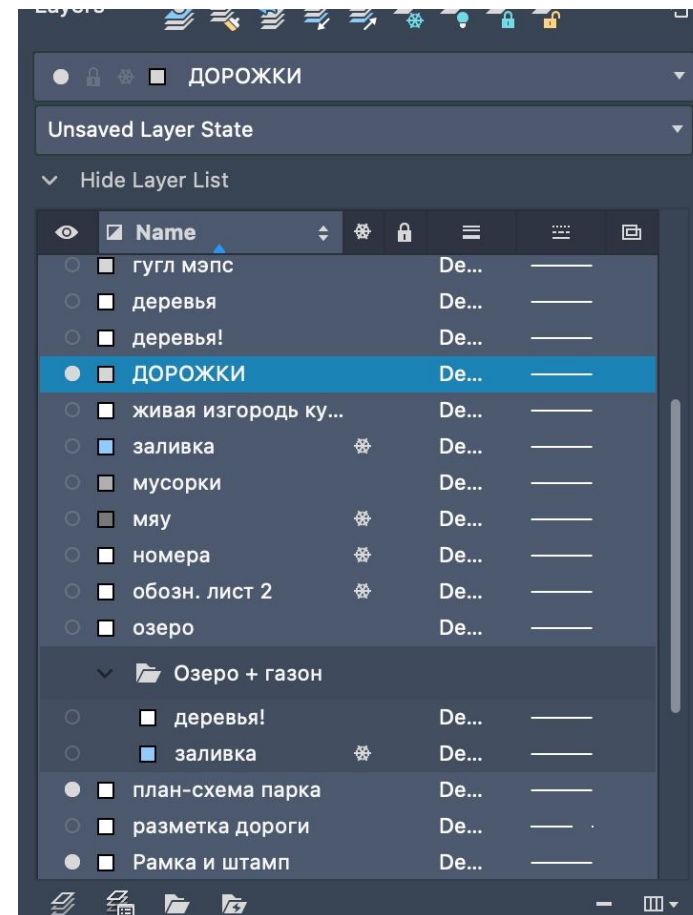 Layers
ДОРОЖКИ
Unsaved Layer State
Hide Layer List
Name
гугл мэпс De...
деревья De...
деревья! De...
ДОРОЖКИ De...
живая изгородь ку... De...
заливка De...
мусорки De...
мяу De...
номера De...
обозн. лист 2 De...
озеро De...
Озеро + газон
деревья! De...
заливка De...
план-схема парка De...
разметка дороги De...
Рамка и штамп De...